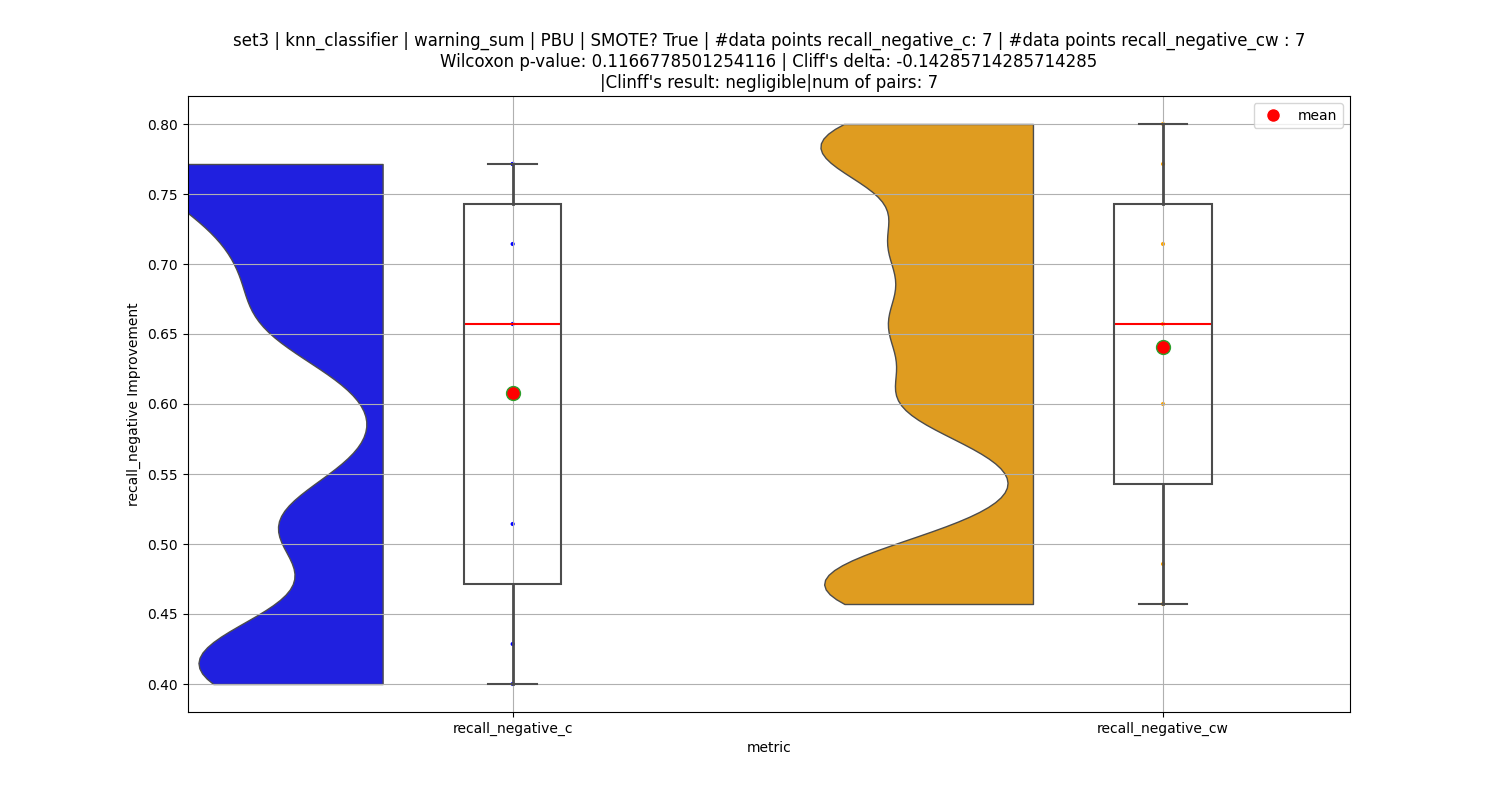 set3 | knn_classifier | warning_sum | PBU | SMOTE? True | #data points recall_negative_c: 7 | #data points recall_negative_cw : 7
Wilcoxon p-value: 0.1166778501254116 | Cliff's delta: -0.14285714285714285
|Clinff's result: negligible|num of pairs: 7
mean
0.80
0.75
0.70
0.65
0.60
0.55
0.50
0.45
0.40
recall_negative Improvement
recall_negative_c
recall_negative_cw
metric